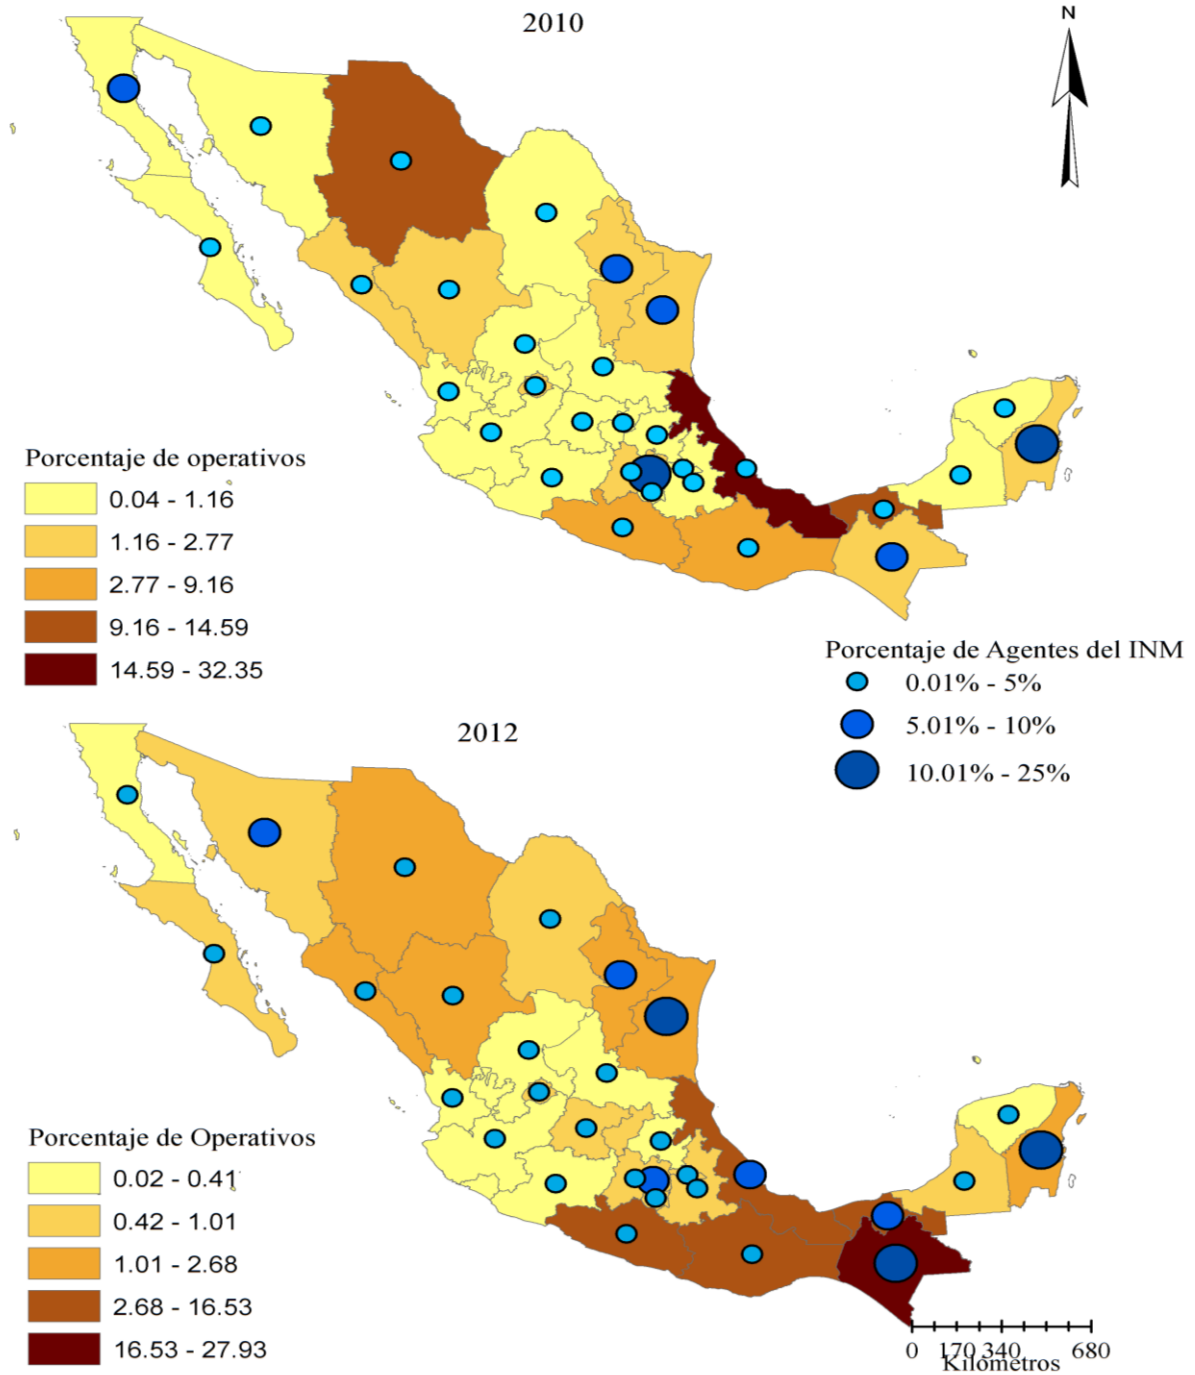 2010
N
Porcentaje de operativos
0.04 - 1.16
1.16 - 2.77
2.77 - 9.16
9.16 - 14.59
14.59 - 32.35
Porcentaje de Agentes del INM
0.01% - 5%
5.01% - 10%
10.01% - 25%
2012
Porcentaje de Operativos
0.02 - 0.41
0.42 - 1.01
1.01 - 2.68
2.68 - 16.53
16.53 - 27.93
0 170 340 680
Kilómetros